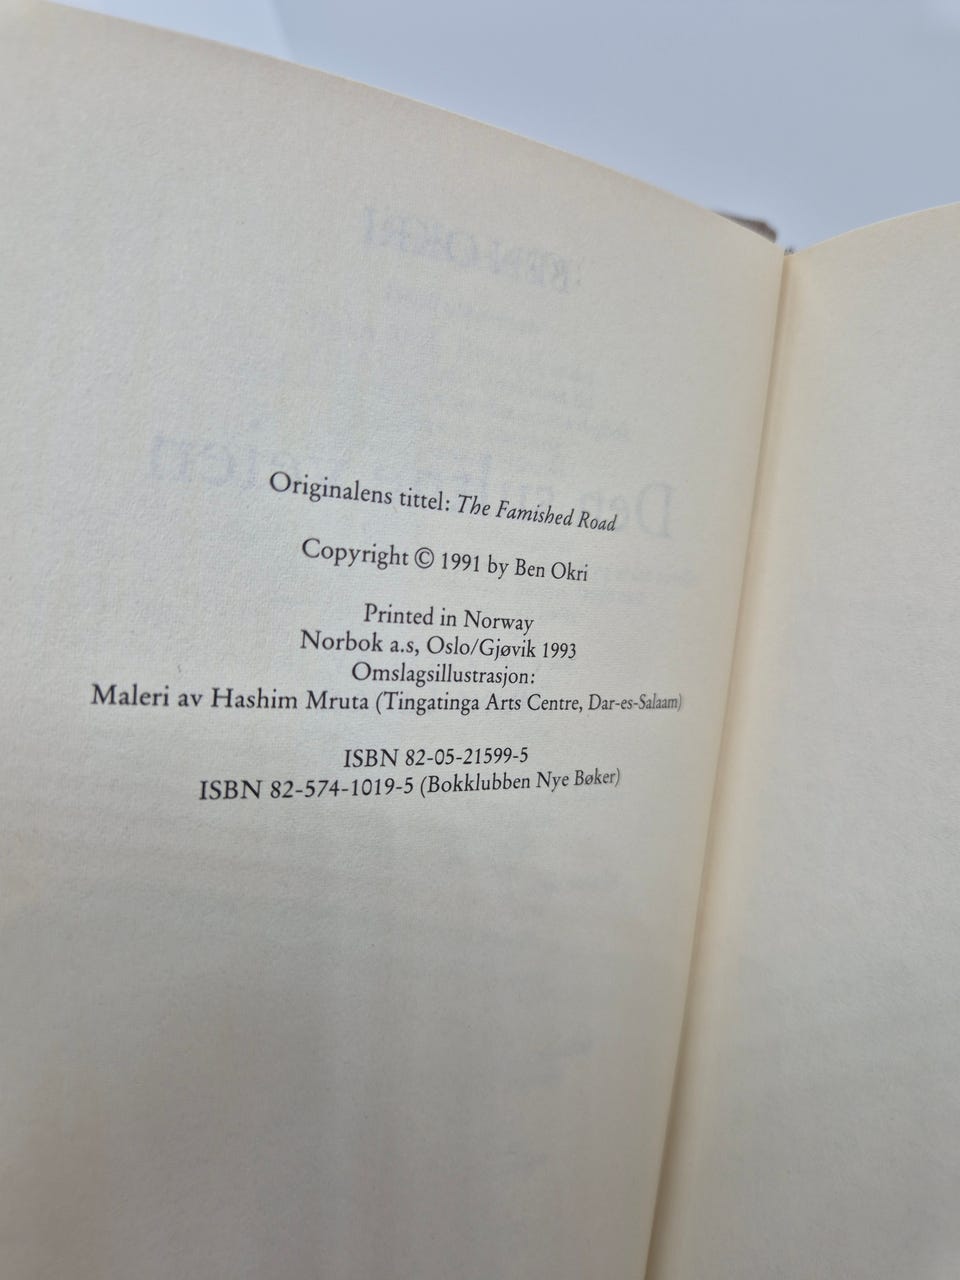 BEN OKRI
Originalens tittel: The Famished Road
Copyright © 1991 by Ben Okri
Printed in Norway
Norbok a.s, Oslo/Gjøvik 1993
Omslagsillustrasjon:
Maleri av Hashim Mruta (Tingatinga Arts Centre, Dar-es-Salaam)
ISBN 82-05-21599-5
ISBN 82-574-1019-5 (Bokklubben Nye Bøker)